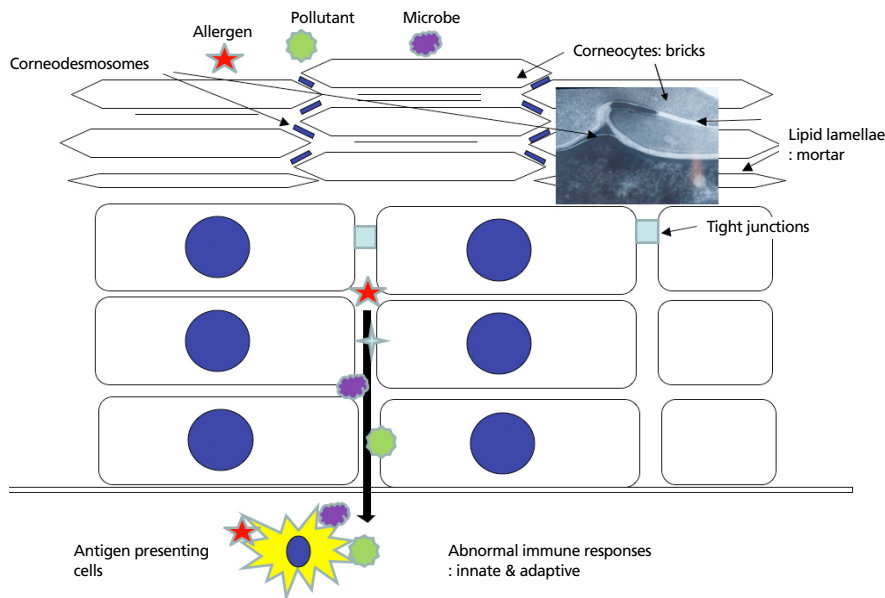 Allergen
Pollutant
Microbe
Corneodesmosomes
Corneocytes: bricks
Lipid lamellae
: mortar
Tight junctions
Antigen presenting
cells
Abnormal immune responses
: innate & adaptive